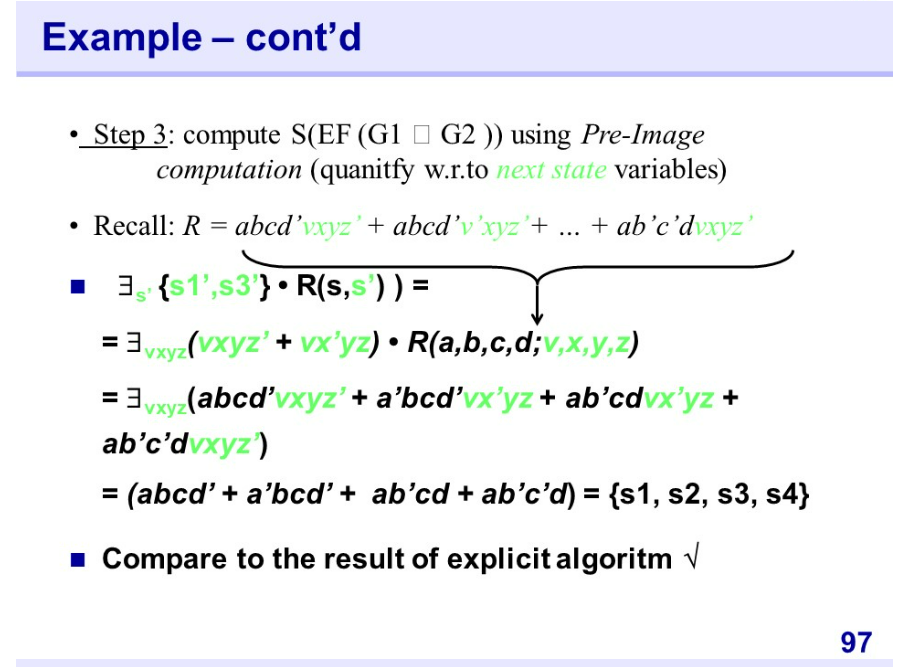 Example – cont’d
• Step 3: compute S(EF (G1 □ G2 )) using Pre-Image
computation (quanitfy w.r.to next state variables)
• Recall: R = abcd’vxyz’ + abcd’v’xyz’ + … + ab’c’dvxyz’
■ ∃s’ {s1’,s3’} • R(s,s’) ) =
= ∃vxyz(vxyz’ + vx’yz) • R(a,b,c,d;v,x,y,z)
= ∃vxyz(abcd’vxyz’ + a’bcd’vx’yz + ab’cdvx’yz +
ab’c’dvxyz’)
= (abcd’ + a’bcd’ + ab’cd + ab’c’d) = {s1, s2, s3, s4}
■ Compare to the result of explicit algoritm √
97